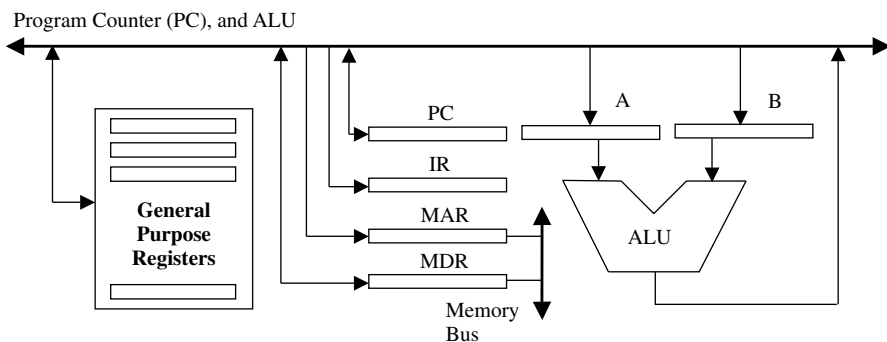 Program Counter (PC), and ALU
A
B
PC
IR
General
Purpose
Registers
MAR
ALU
MDR
Memory
Bus